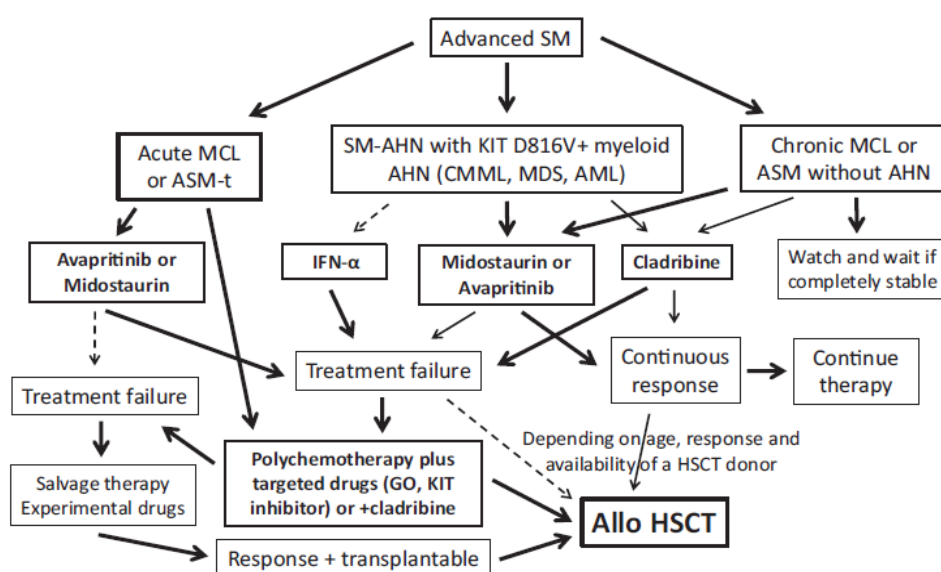 Advanced SM
Acute MCL
or ASM-t
SM-AHN with KIT D816V+ myeloid
AHN (CMML, MDS, AML)
Chronic MCL or
ASM without AHN
Avapritinib or
Midostaurin
IFN-α
Midostaurin or
Avapritinib
Cladribine
Watch and wait if
completely stable
Treatment failure
Treatment failure
Continuous
response
Continue
therapy
Salvage therapy
Experimental drugs
Polychemotherapy plus
targeted drugs (GO, KIT
inhibitor) or +cladribine
Depending on age, response and
availability of a HSCT donor
Allo HSCT
Response + transplantable